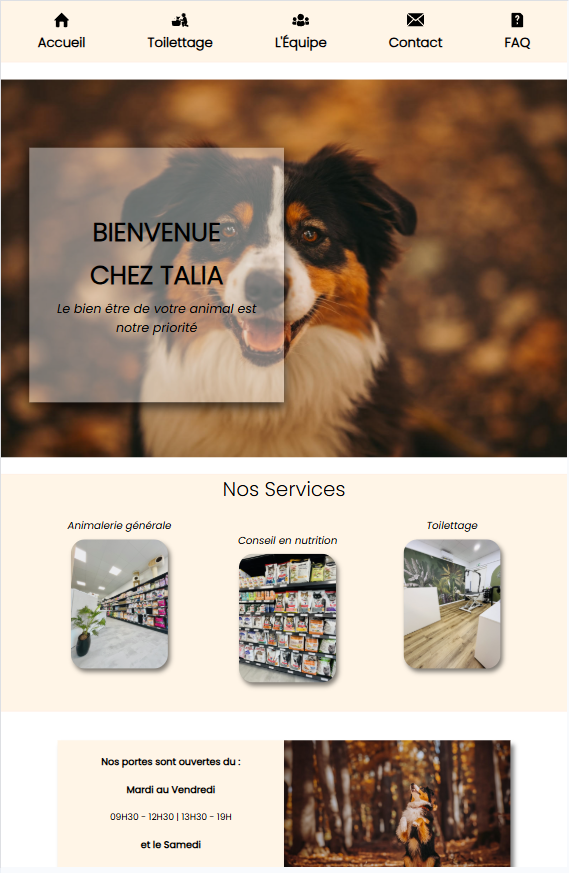 Accueil
Toilettage
L'Équipe
Contact
FAQ
BIENVENUE
CHEZ TALIA
Le bien être de votre animal est
notre priorité
Nos Services
Animalerie générale
Conseil en nutrition
Toilettage
Nos portes sont ouvertes du :
Mardi au Vendredi
09H30 - 12H30 | 13H30 - 19H
et le Samedi